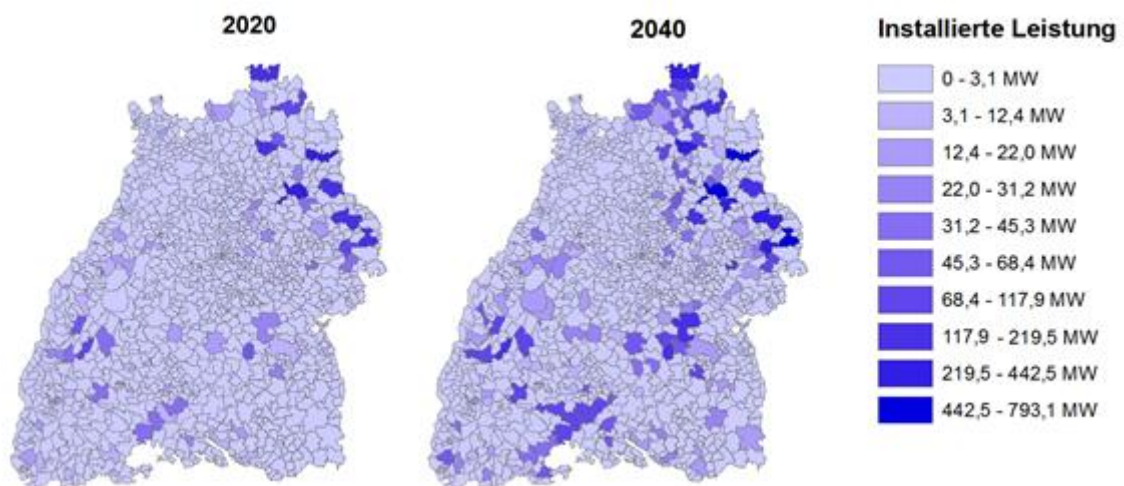 2020
2040
Installierte Leistung
0 - 3,1 MW
3,1 - 12,4 MW
12,4 - 22,0 MW
22,0 - 31,2 MW
31,2 - 45,3 MW
45,3 - 68,4 MW
68,4 - 117,9 MW
117,9 - 219,5 MW
219,5 - 442,5 MW
442,5 - 793,1 MW